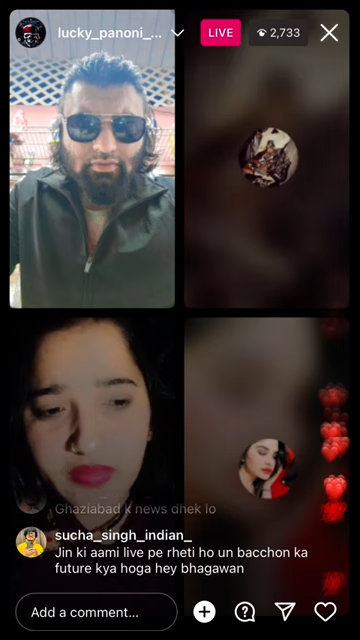 lucky_panoni_...
LIVE
2,733
Ghaziabad k news dhek lo
sucha_singh_indian_
Jin ki aami live pe rheti ho un bacchon ka
future kya hoga hey bhagawan
Add a comment...